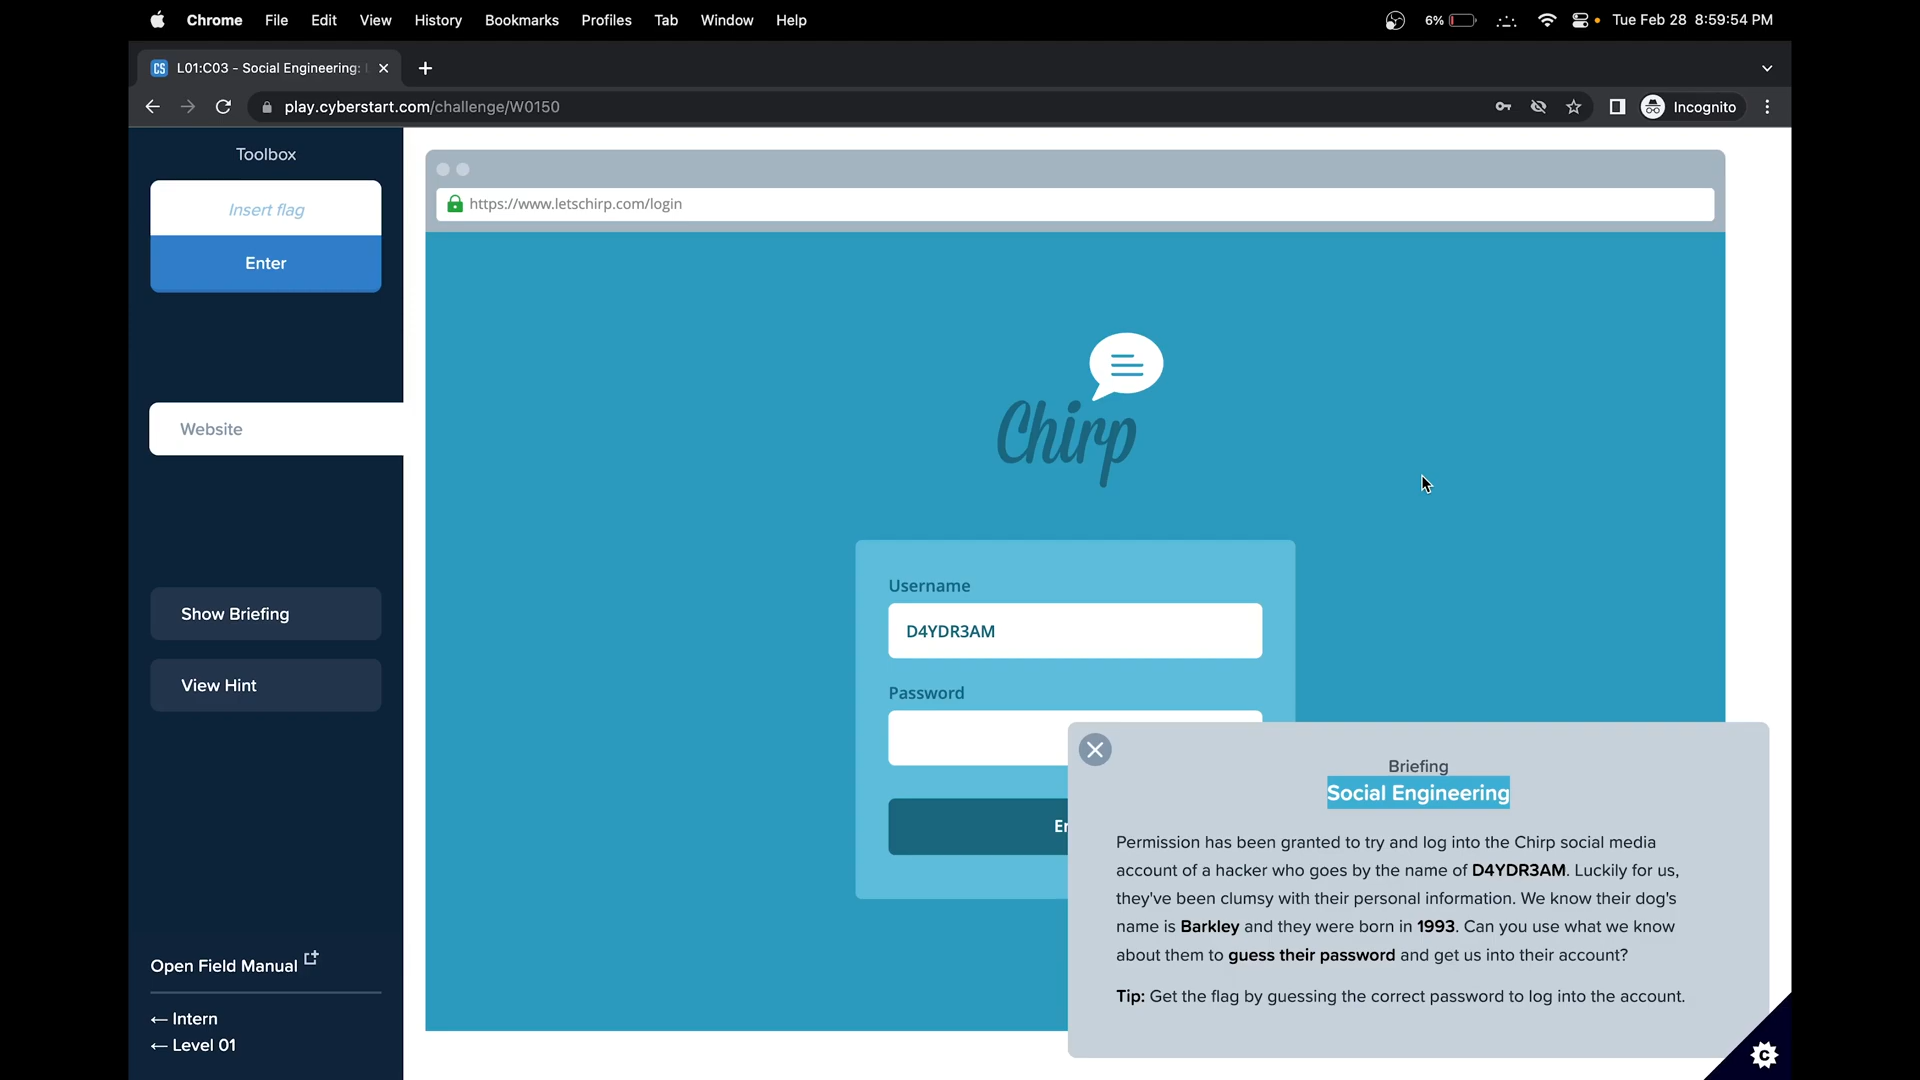 Chrome File Edit View History Bookmarks Profiles Tab Window Help 6% Tue Feb 28 8:59:54 PM
CS L01:C03 - Social Engineering:
play.cyberstart.com/challenge/W0150 Incognito
Toolbox
Insert flag
Enter
Website
Show Briefing
View Hint
Open Field Manual
← Intern
← Level 01
https://www.letschirp.com/login
Chirp
Username
D4YDR3AM
Password
Briefing
Social Engineering
Permission has been granted to try and log into the Chirp social media
account of a hacker who goes by the name of D4YDR3AM. Luckily for us,
they've been clumsy with their personal information. We know their dog's
name is Barkley and they were born in 1993. Can you use what we know
about them to guess their password and get us into their account?
Tip: Get the flag by guessing the correct password to log into the account.
C